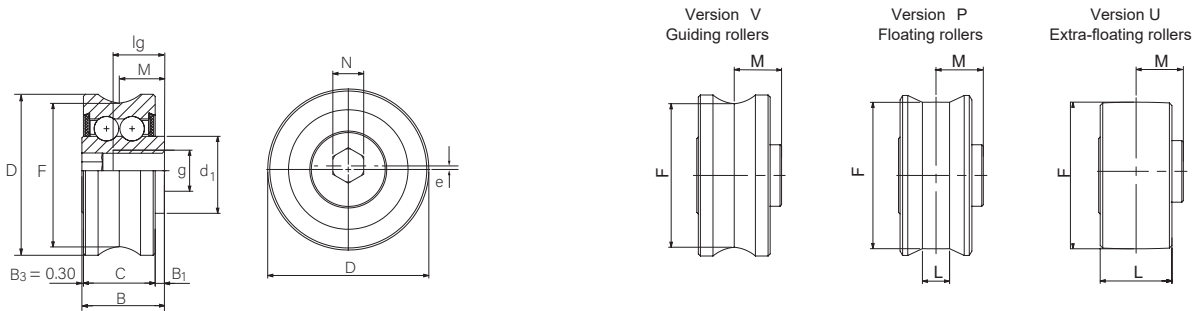 lg
M
D
F
g
d1
B3 = 0.30
C
B1
B
N
e
D
Version V
Guiding rollers
M
F
Version P
Floating rollers
M
F
L
Version U
Extra-floating rollers
M
F
L